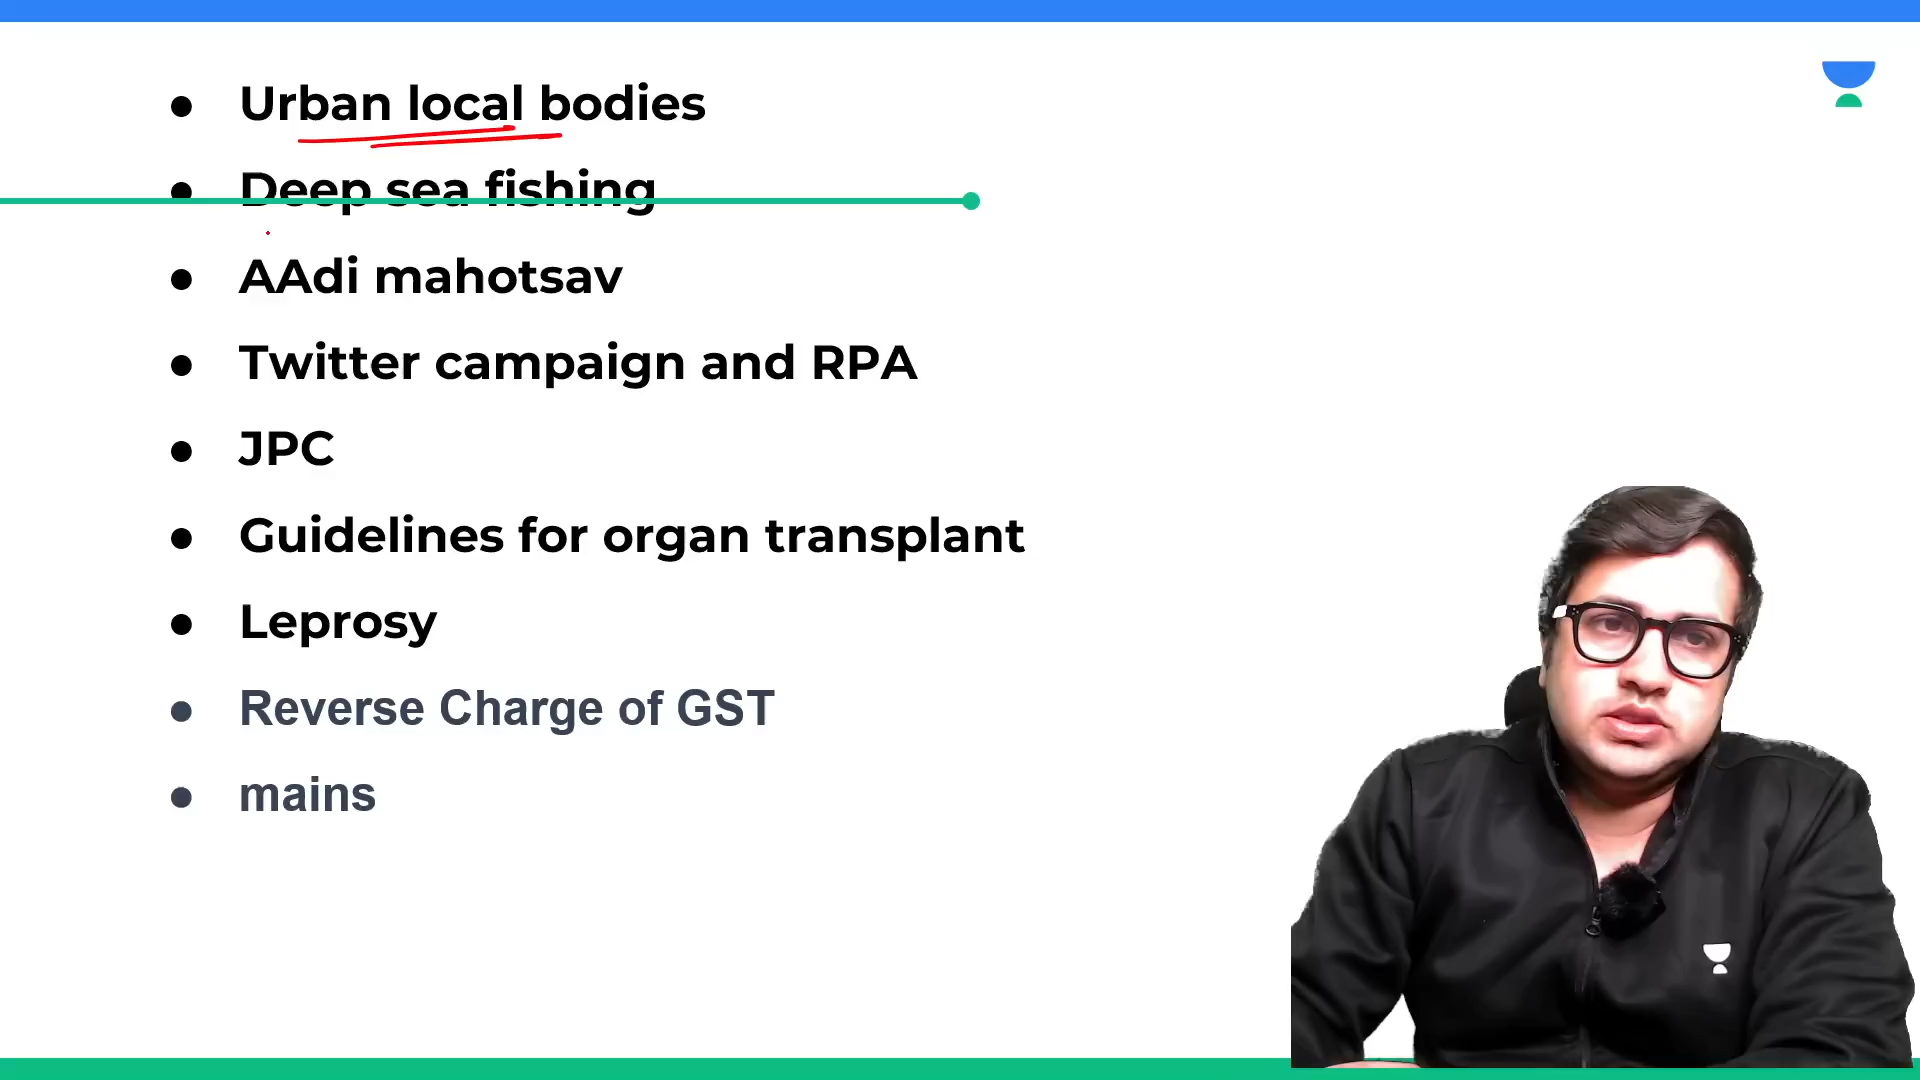 ● Urban local bodies
● Deep sea fishing
● AAdi mahotsav
● Twitter campaign and RPA
● JPC
● Guidelines for organ transplant
● Leprosy
● Reverse Charge of GST
● mains